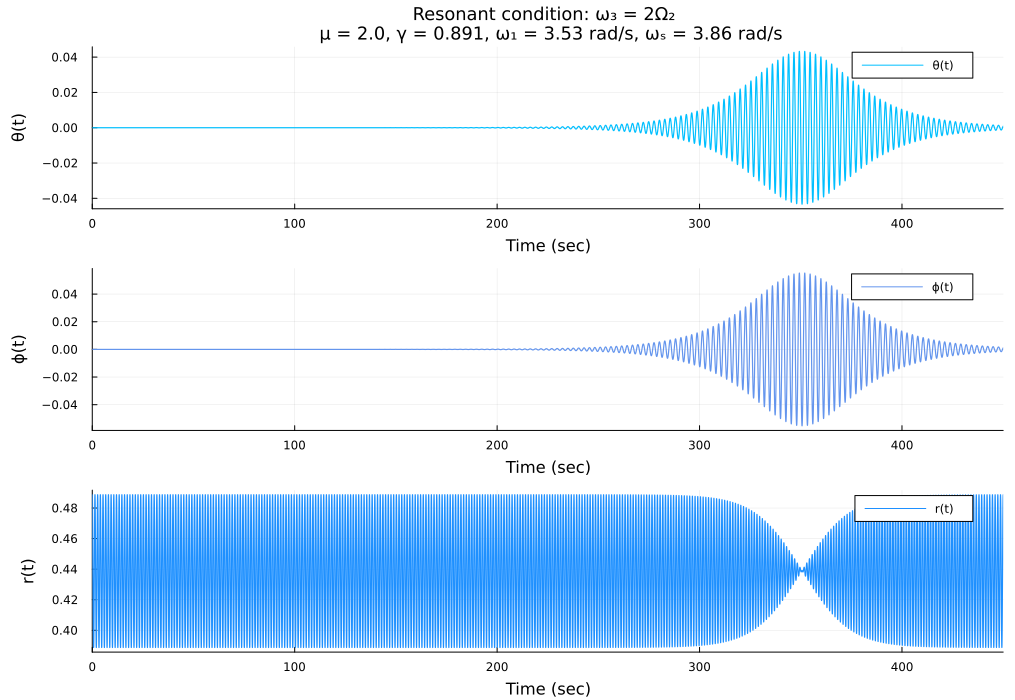 Resonant condition: ω₃ = 2Ω₂
μ = 2.0, γ = 0.891, ω₁ = 3.53 rad/s, ωₛ = 3.86 rad/s
θ(t)
0.04
0.02
0.00
−0.02
−0.04
θ(t)
0 100 200 300 400
Time (sec)
ϕ(t)
0.04
0.02
0.00
−0.02
−0.04
ϕ(t)
0 100 200 300 400
Time (sec)
r(t)
0.48
0.46
0.44
0.42
0.40
r(t)
0 100 200 300 400
Time (sec)